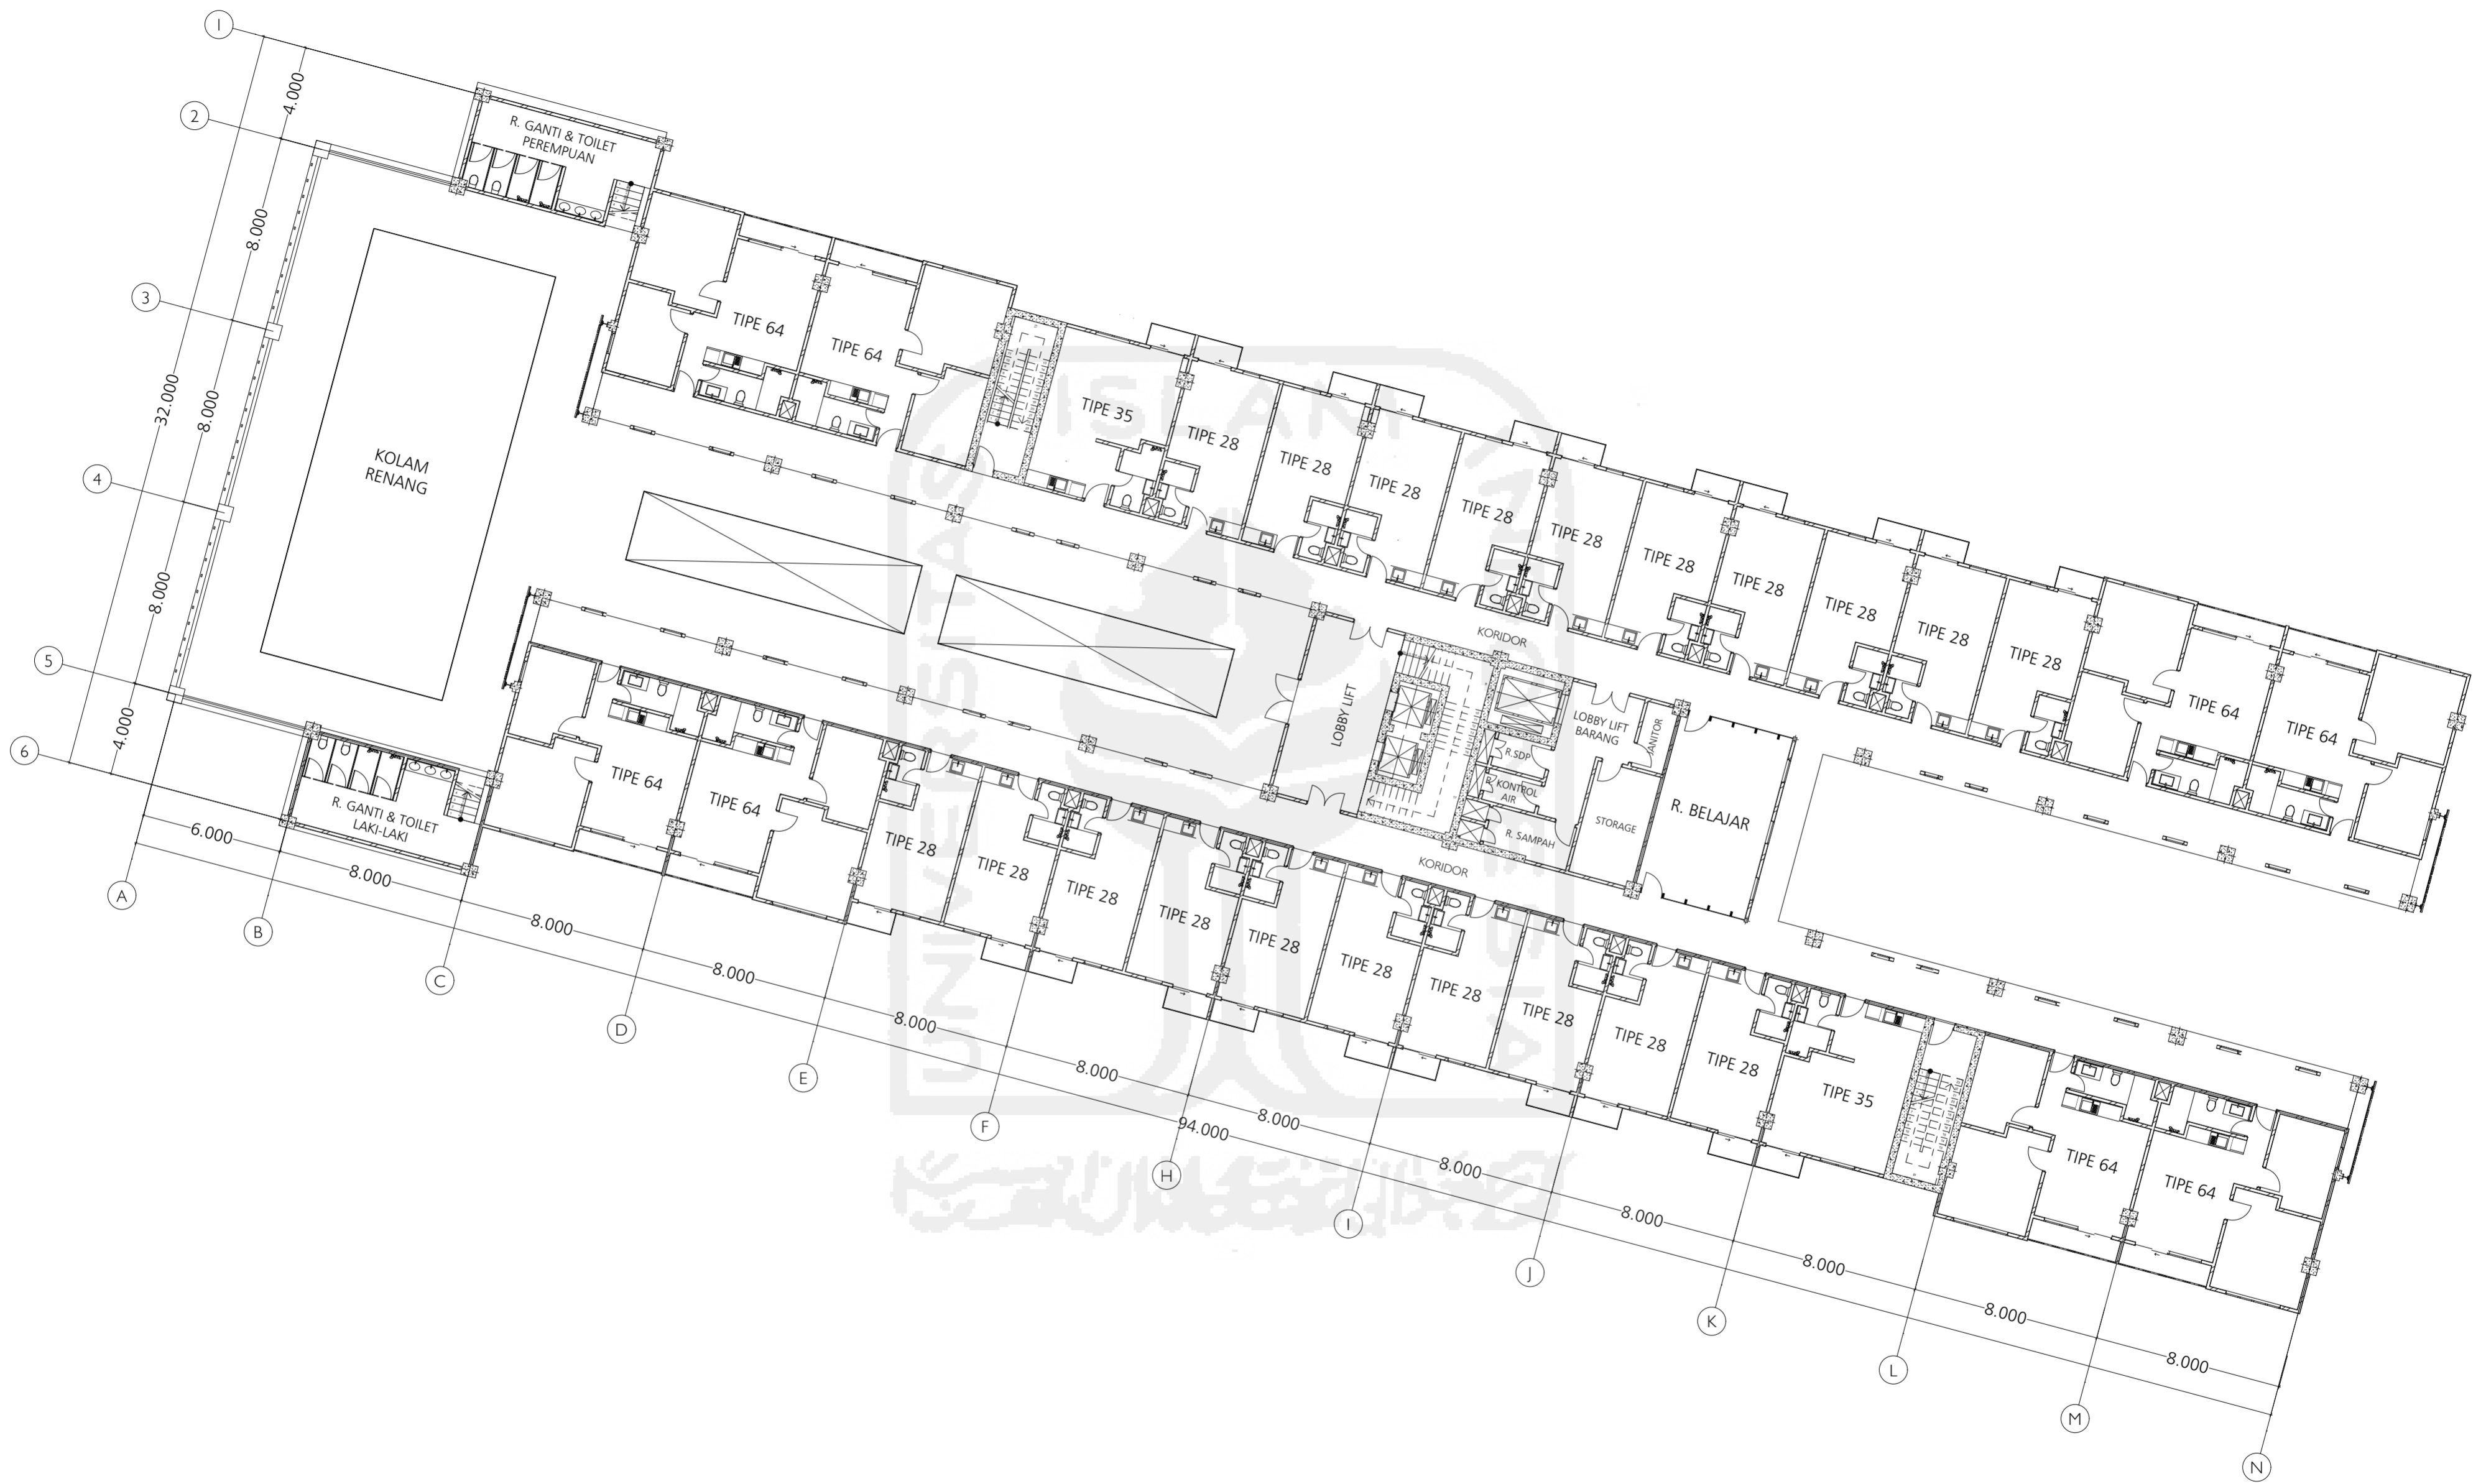 1
2
3
4
5
6
4.000
8.000
8.000
8.000
4.000
32.000
R. GANTI & TOILET
PEREMPUAN
KOLAM
RENANG
R. GANTI & TOILET
LAKI-LAKI
TIPE 64
TIPE 64
TIPE 35
TIPE 28
TIPE 28
TIPE 28
TIPE 28
TIPE 28
TIPE 28
TIPE 28
TIPE 28
TIPE 28
TIPE 28
TIPE 64
TIPE 64
KORIDOR
LOBBY LIFT
LOBBY LIFT
BARANG
JANITOR
R.SDP
R. KONTROL
AIR
R. SAMPAH
STORAGE
R. BELAJAR
KORIDOR
TIPE 64
TIPE 64
TIPE 28
TIPE 28
TIPE 28
TIPE 28
TIPE 28
TIPE 28
TIPE 28
TIPE 28
TIPE 28
TIPE 28
TIPE 35
TIPE 64
TIPE 64
6.000
8.000
8.000
8.000
8.000
8.000
8.000
8.000
8.000
8.000
8.000
8.000
94.000
A
B
C
D
E
F
H
I
J
K
L
M
N
UNIVERSITAS
ISLAM
INDONESIA